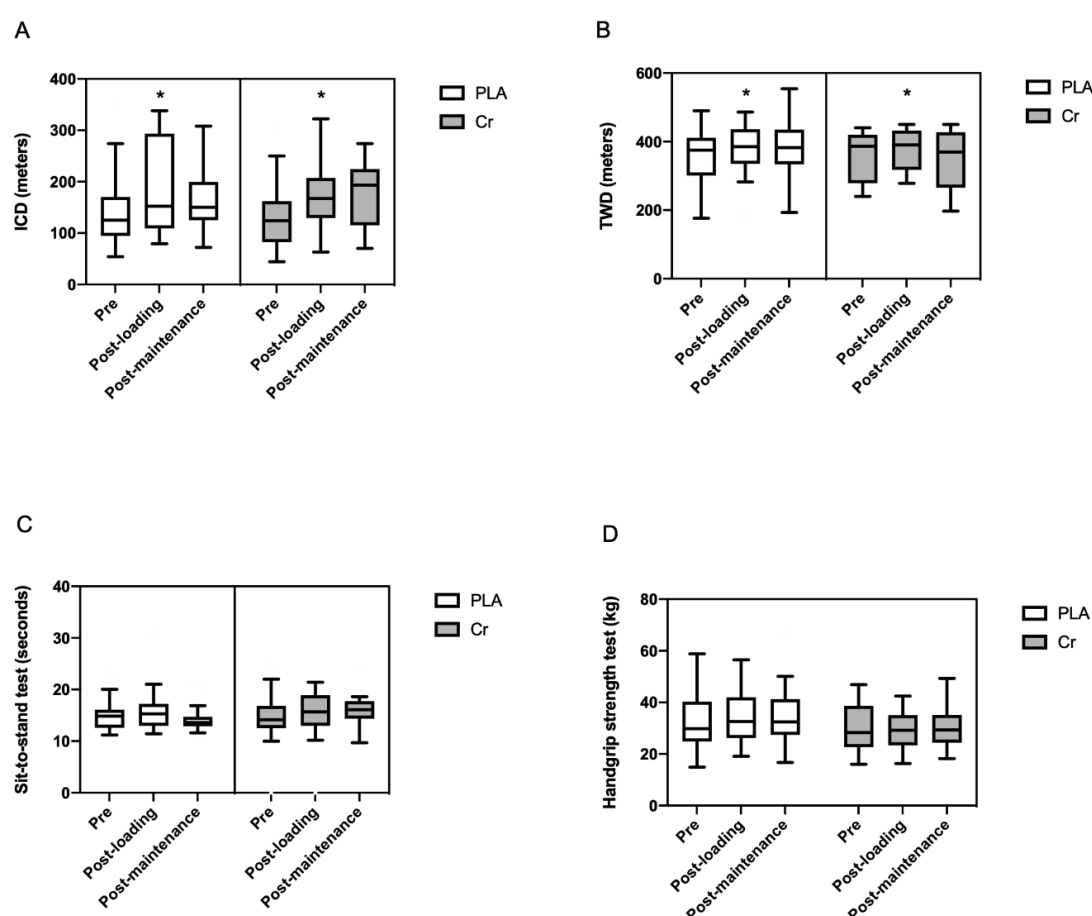 A
ICD (meters)
400
300
200
100
0
*
*
Pre
Post-loading
Post-maintenance
Pre
Post-loading
Post-maintenance
PLA
Cr
B
TWD (meters)
600
400
200
0
*
*
Pre
Post-loading
Post-maintenance
Pre
Post-loading
Post-maintenance
PLA
Cr
C
Sit-to-stand test (seconds)
40
30
20
10
0
Pre
Post-loading
Post-maintenance
Pre
Post-loading
Post-maintenance
PLA
Cr
D
Handgrip strength test (kg)
80
60
40
20
0
Pre
Post-loading
Post-maintenance
Pre
Post-loading
Post-maintenance
PLA
Cr